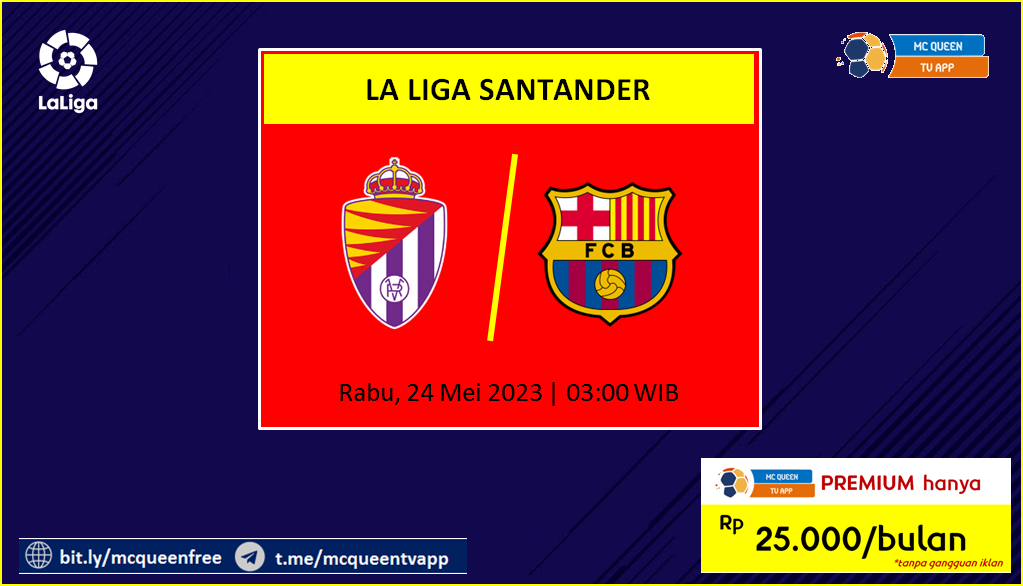 LaLiga
MC QUEEN
TV APP
LA LIGA SANTANDER
FCB
Rabu, 24 Mei 2023 | 03:00 WIB
MC QUEEN
TV APP
PREMIUM hanya
Rp 25.000/bulan
*tanpa gangguan iklan
bit.ly/mcqueenfree t.me/mcqueentvapp